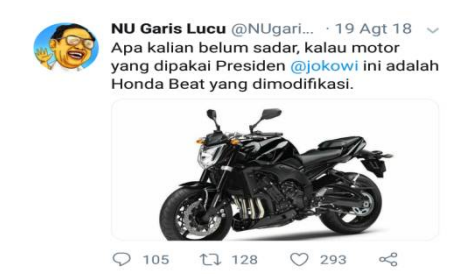 NU Garis Lucu @NUgari... · 19 Agt 18
Apa kalian belum sadar, kalau motor
yang dipakai Presiden @jokowi ini adalah
Honda Beat yang dimodifikasi.
105 128 293